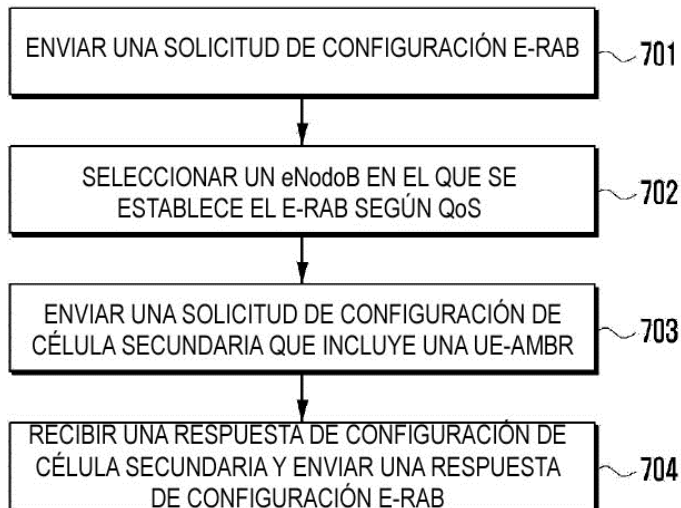 ENVIAR UNA SOLICITUD DE CONFIGURACIÓN E-RAB
701
SELECCIONAR UN eNodoB EN EL QUE SE
ESTABLECE EL E-RAB SEGÚN QoS
702
ENVIAR UNA SOLICITUD DE CONFIGURACIÓN DE
CÉLULA SECUNDARIA QUE INCLUYE UNA UE-AMBR
703
RECIBIR UNA RESPUESTA DE CONFIGURACIÓN DE
CÉLULA SECUNDARIA Y ENVIAR UNA RESPUESTA
DE CONFIGURACIÓN E-RAB
704